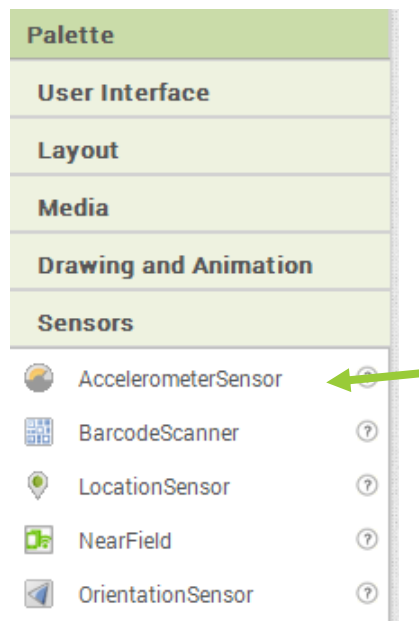 Palette
User Interface
Layout
Media
Drawing and Animation
Sensors
AccelerometerSensor ?
BarcodeScanner ?
LocationSensor ?
NearField ?
OrientationSensor ?